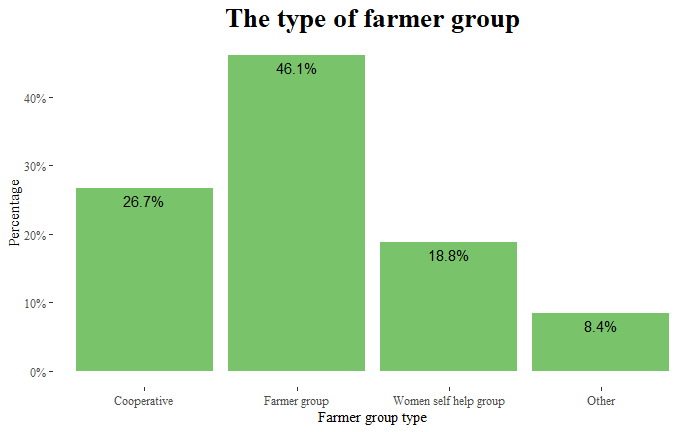 The type of farmer group
46.1%
40%
30%
26.7%
Percentage
20%
18.8%
10%
8.4%
0%
Cooperative Farmer group Women self help group Other
Farmer group type